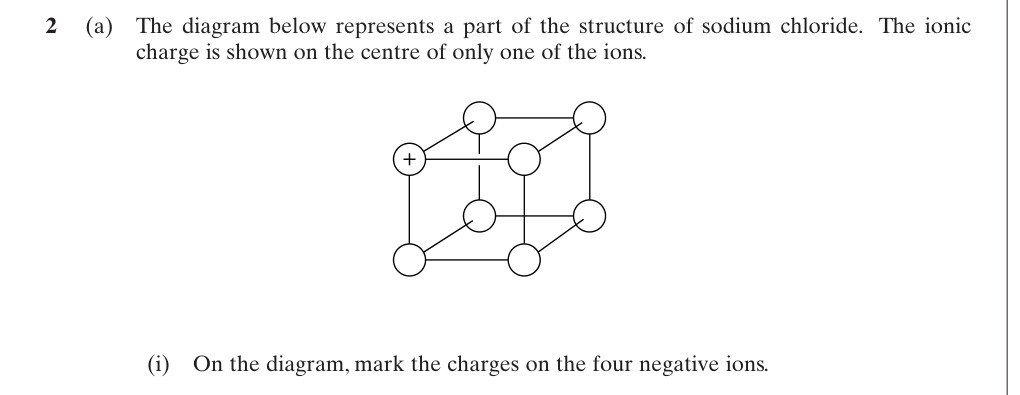 2 (a) The diagram below represents a part of the structure of sodium chloride. The ionic
charge is shown on the centre of only one of the ions.
+
(i) On the diagram, mark the charges on the four negative ions.